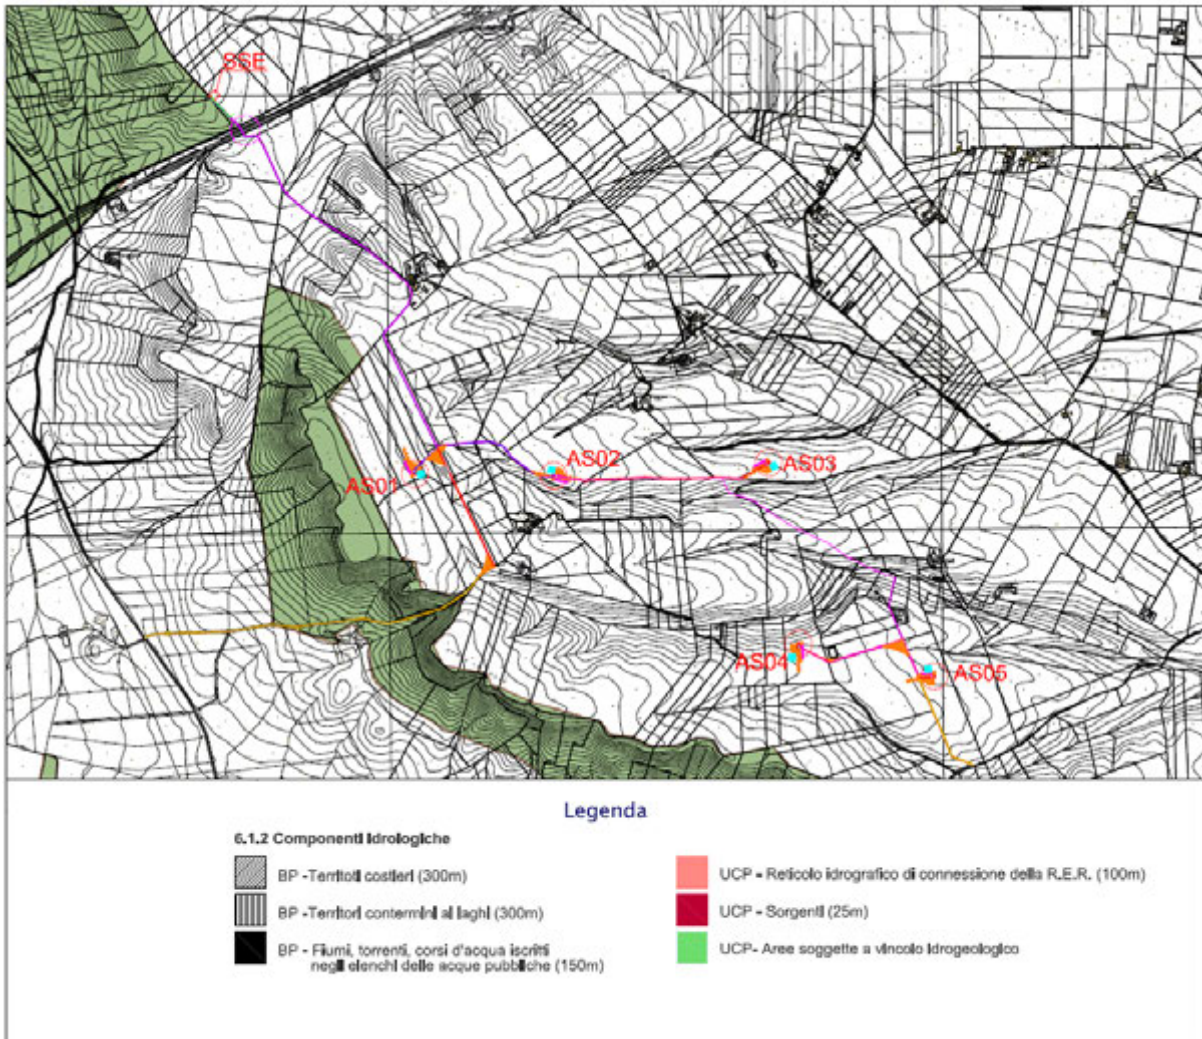 SSE
AS02
AS03
AS01
AS04
AS05
Legenda
6.1.2 Componenti idrologiche
BP -Territoti costieri (300m)
UCP - Reticolo idrografico di connessione della R.E.R. (100m)
BP -Territori contermini ai laghi (300m)
UCP - Sorgenti (25m)
BP - Fiumi, torrenti, corsi d'acqua iscritti
negli elenchi delle acque pubbliche (150m)
UCP- Aree soggette a vincolo idrogeologico